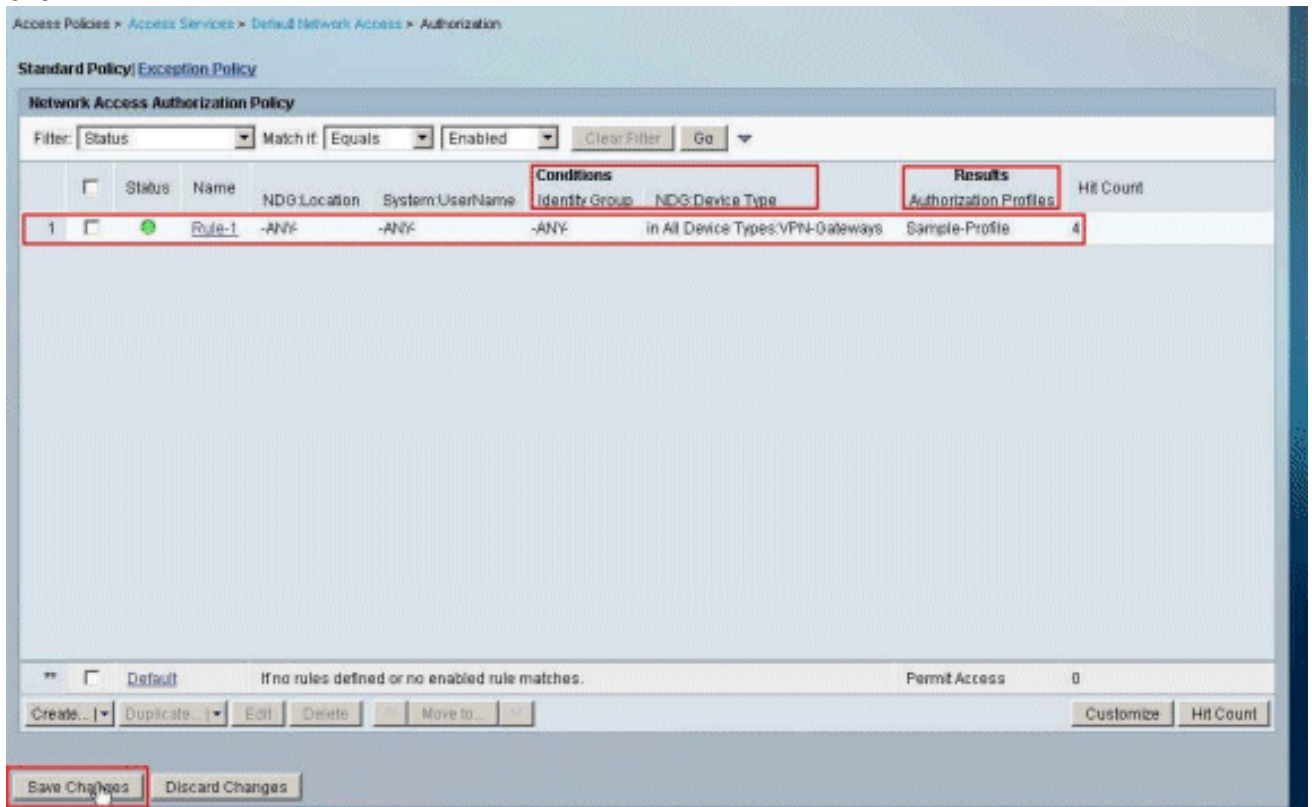 Access Policies > Access Services > Default Network Access > Authorization
Standard Policy| Exception Policy
Network Access Authorization Policy
Filter: Status Match if: Equals Enabled Clear Filter Go
Conditions Results
Status Name NDG:Location System:UserName Identity Group NDG:Device Type Authorization Profiles Hit Count
1 Rule-1 -ANY- -ANY- -ANY- in All Device Types:VPN-Gateways Sample-Profile 4
** Default If no rules defined or no enabled rule matches. Permit Access 0
Create... | Duplicate... | Edit Delete Move to... Customize Hit Count
Save Changes Discard Changes